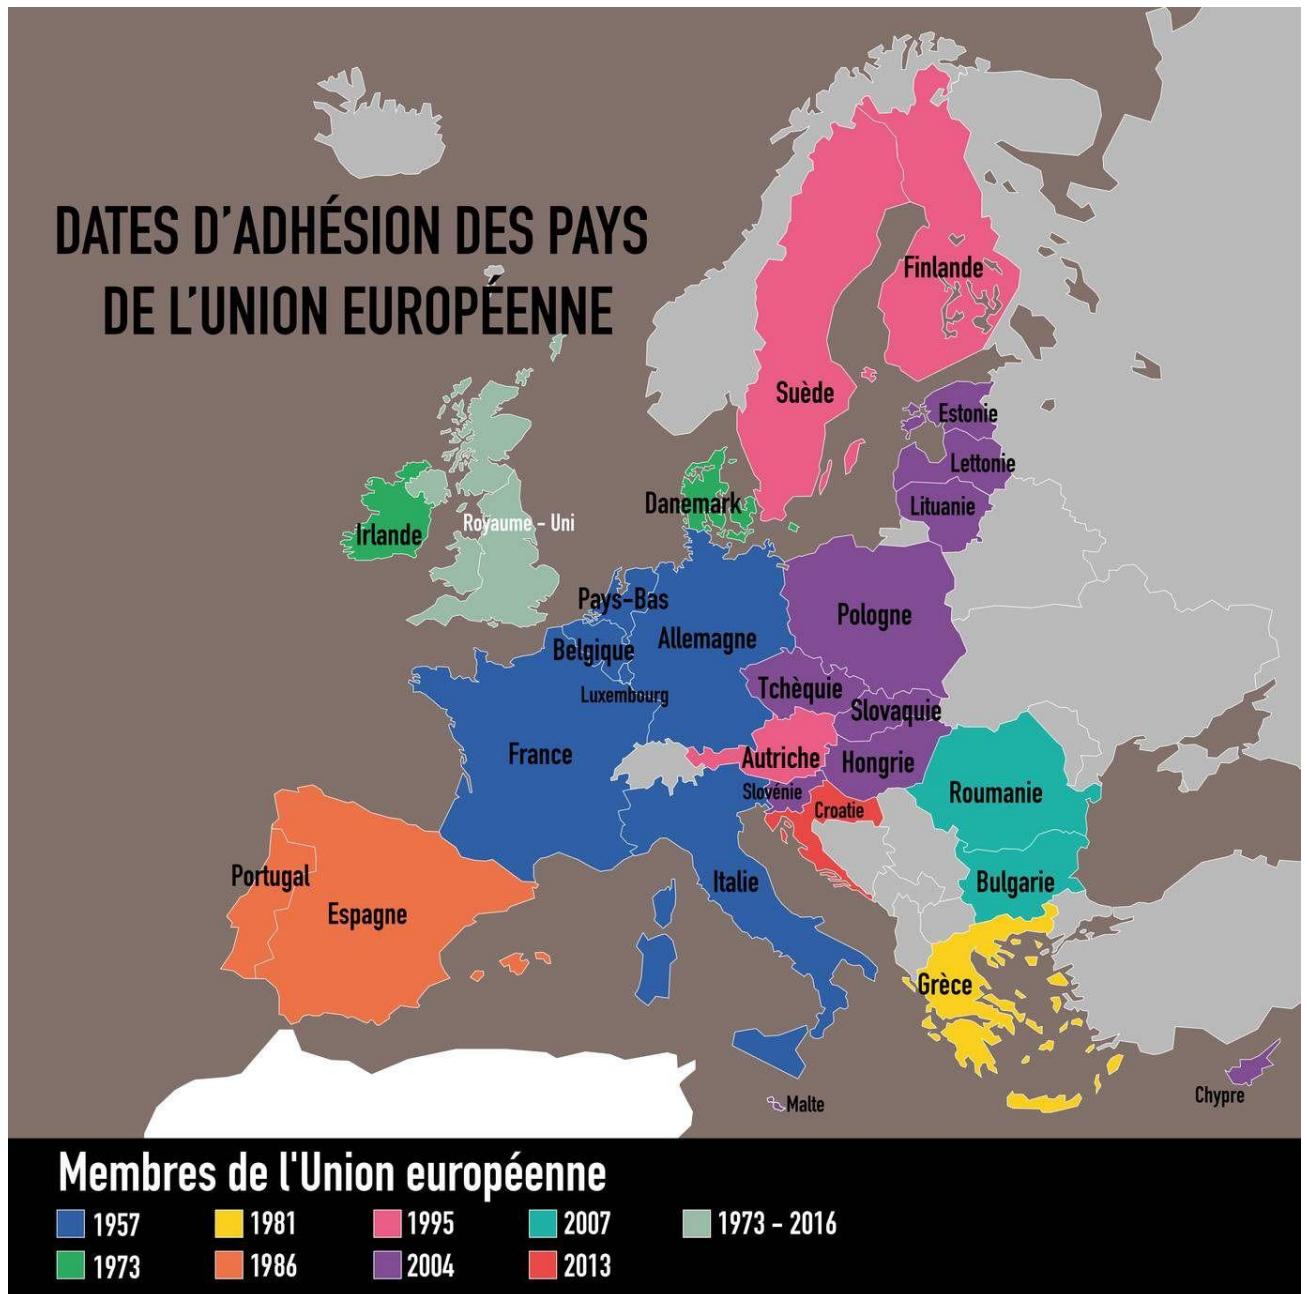 DATES D'ADHÉSION DES PAYS
DE L'UNION EUROPÉENNE
Finlande
Suède
Estonie
Lettonie
Lituanie
Danemark
Royaume - Uni
Irlande
Pays-Bas
Pologne
Allemagne
Belgique
Tchèquie
Luxembourg
Slovaquie
France
Autriche
Hongrie
Slovénie
Roumanie
Croatie
Portugal
Italie
Bulgarie
Espagne
Grèce
Chypre
Malte
Membres de l'Union européenne
1957
1981
1995
2007
1973 - 2016
1973
1986
2004
2013